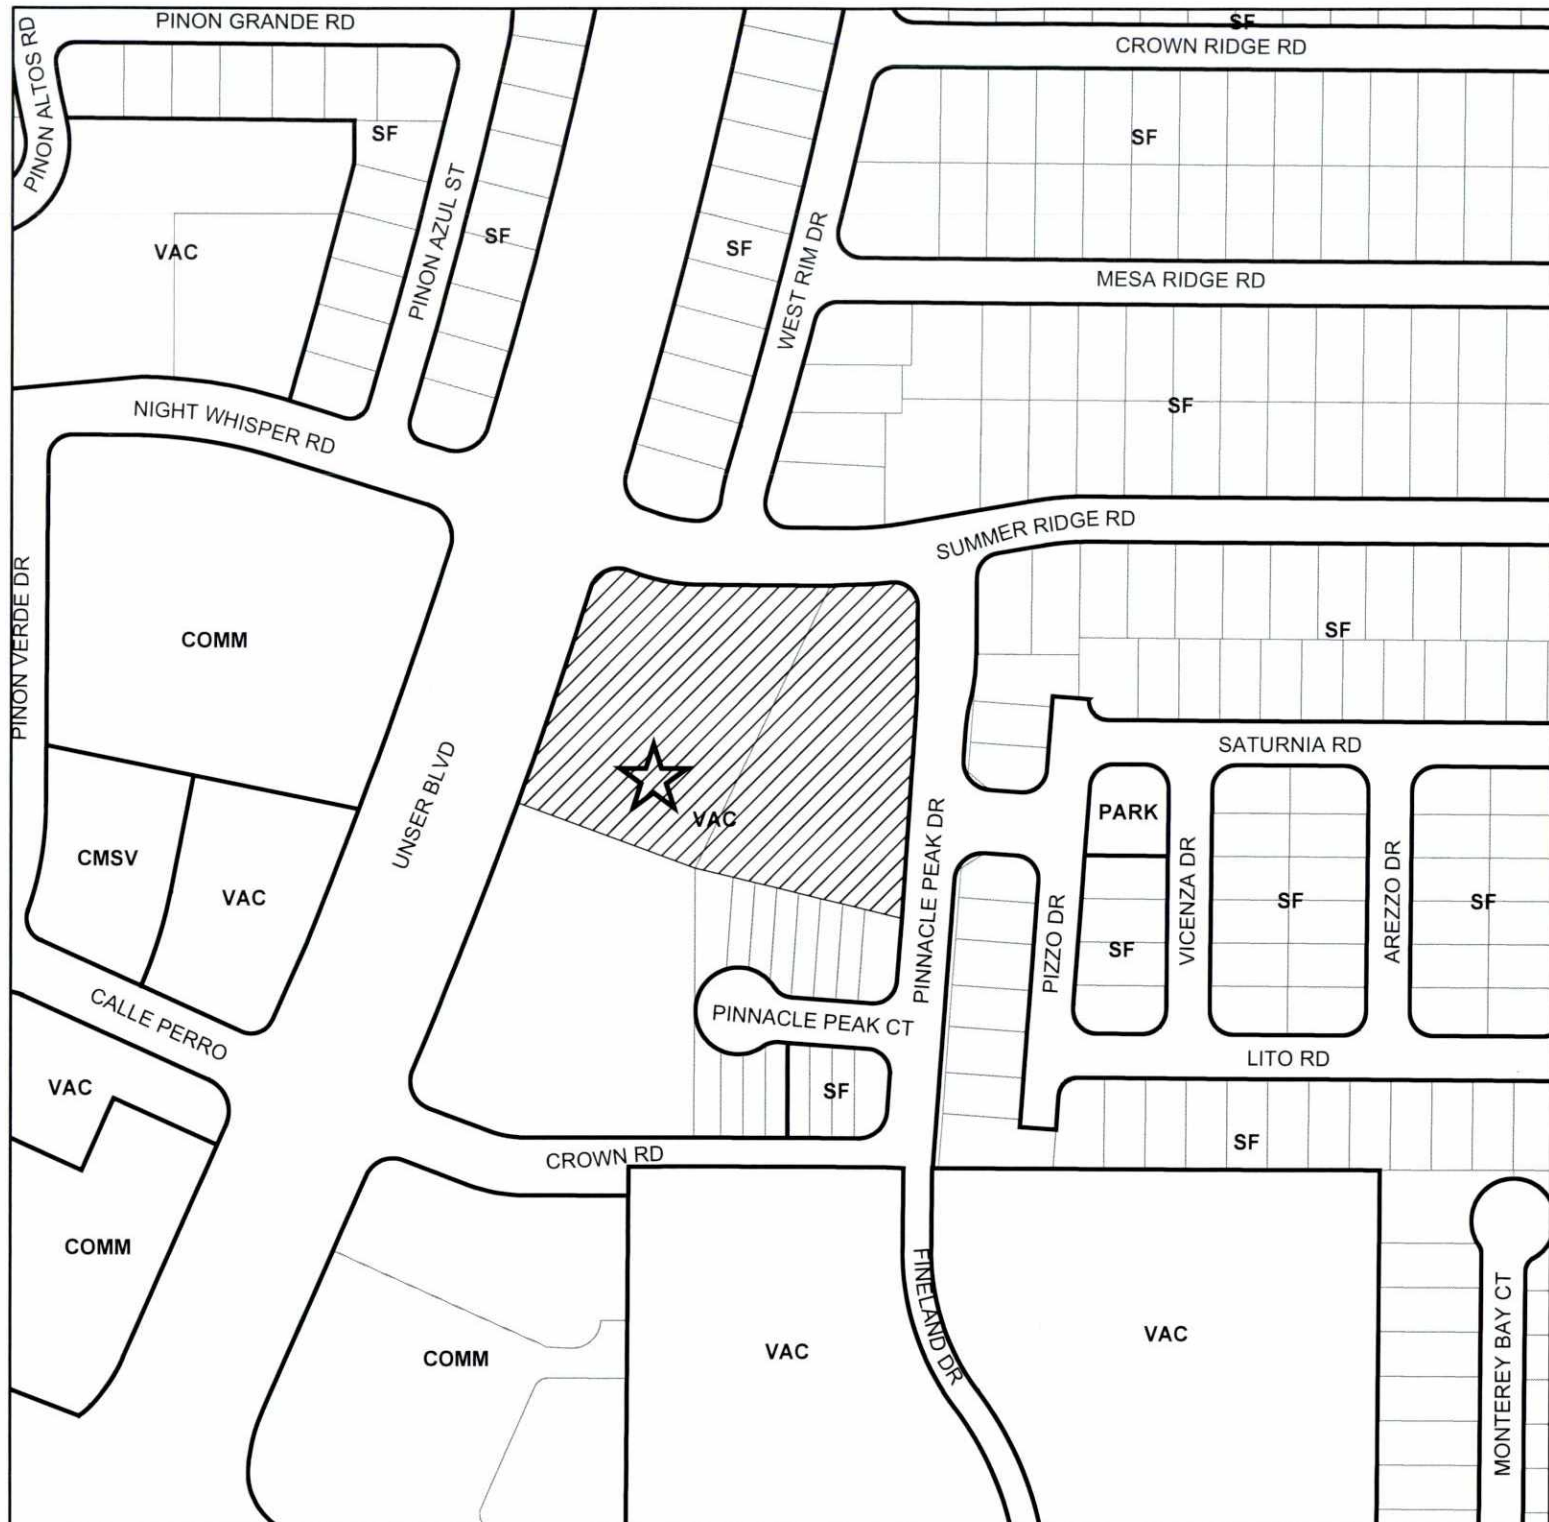 PINON GRANDE RD
SF
CROWN RIDGE RD
PINON ALTOS RD
SF
SF
PINON AZUL ST
SF
SF
WEST RIM DR
VAC
MESA RIDGE RD
NIGHT WHISPER RD
SF
SUMMER RIDGE RD
PINON VERDE DR
COMM
SF
SATURNIA RD
UNSER BLVD
VAC
PINNACLE PEAK DR
PARK
VICENZA DR
AREZZO DR
CMSV
VAC
PIZZO DR
SF
SF
SF
CALLE PERRO
PINNACLE PEAK CT
LITO RD
VAC
SF
SF
CROWN RD
COMM
FINELAND DR
COMM
VAC
VAC
MONTEREY BAY CT